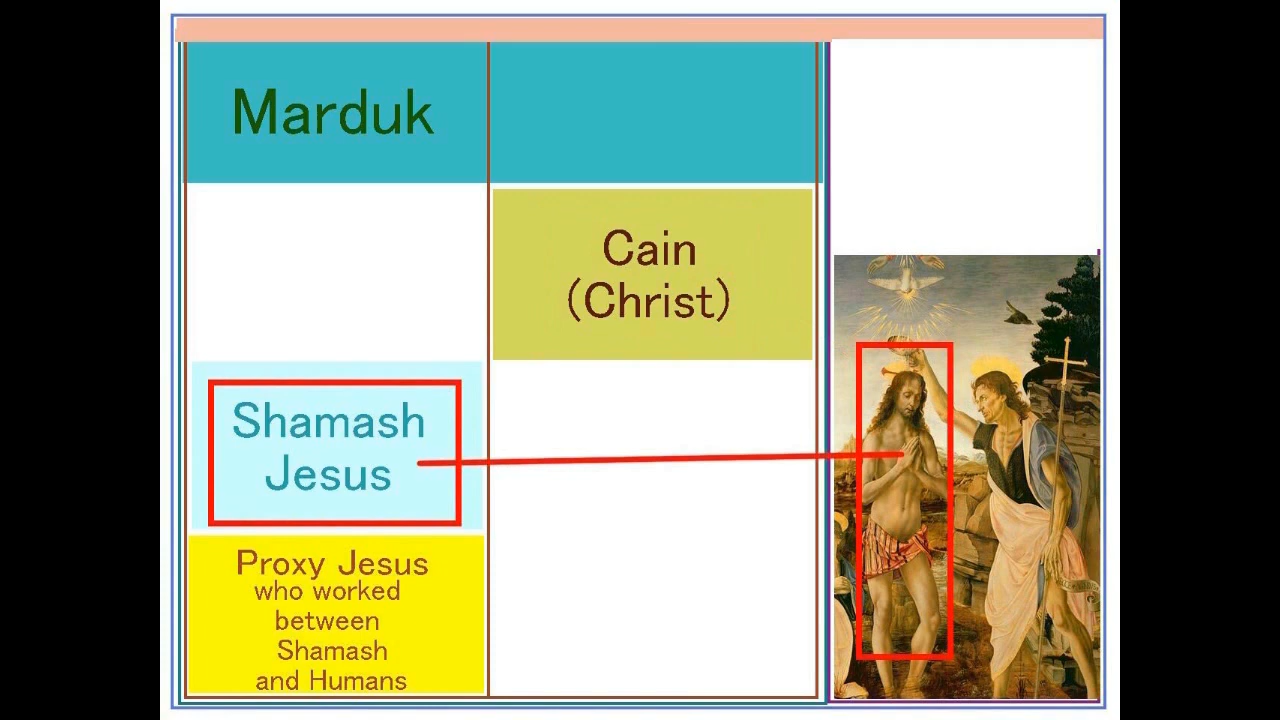 Marduk
Cain
(Christ)
Shamash
Jesus
Proxy Jesus
who worked
between
Shamash
and Humans